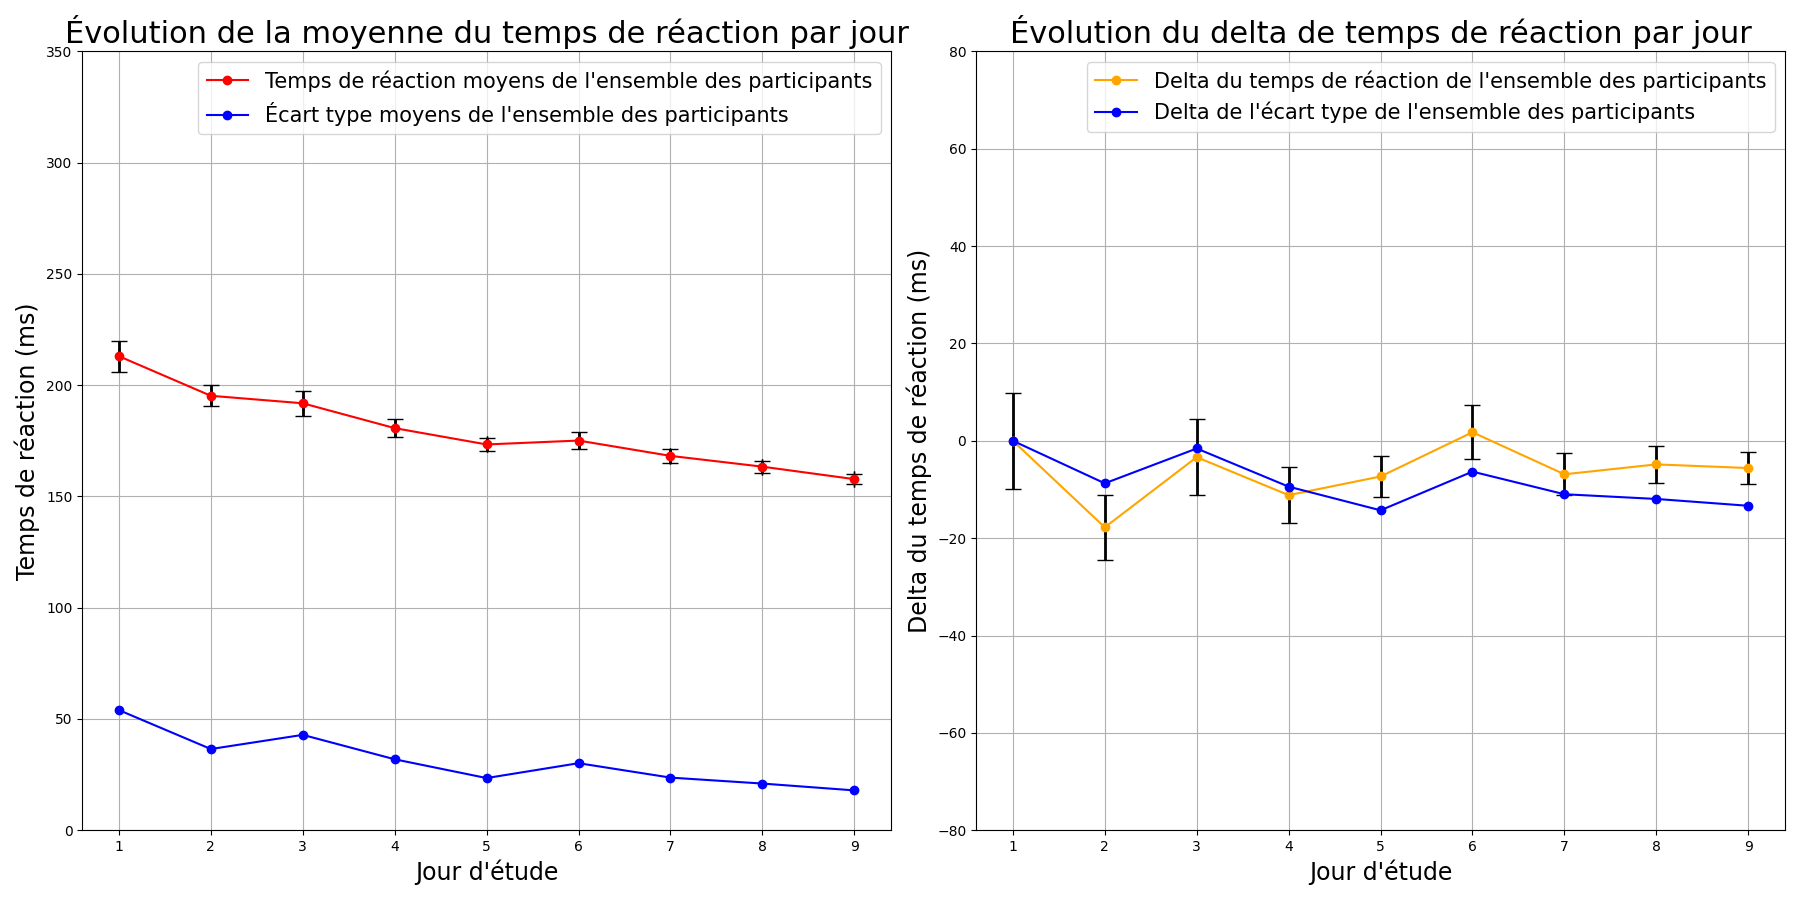 Évolution de la moyenne du temps de réaction par jour
Temps de réaction moyens de l'ensemble des participants
Écart type moyens de l'ensemble des participants
Temps de réaction (ms)
350
300
250
200
150
100
50
0
1 2 3 4 5 6 7 8 9
Jour d'étude
Évolution du delta de temps de réaction par jour
Delta du temps de réaction de l'ensemble des participants
Delta de l'écart type de l'ensemble des participants
Delta du temps de réaction (ms)
80
60
40
20
0
−20
−40
−60
−80
1 2 3 4 5 6 7 8 9
Jour d'étude